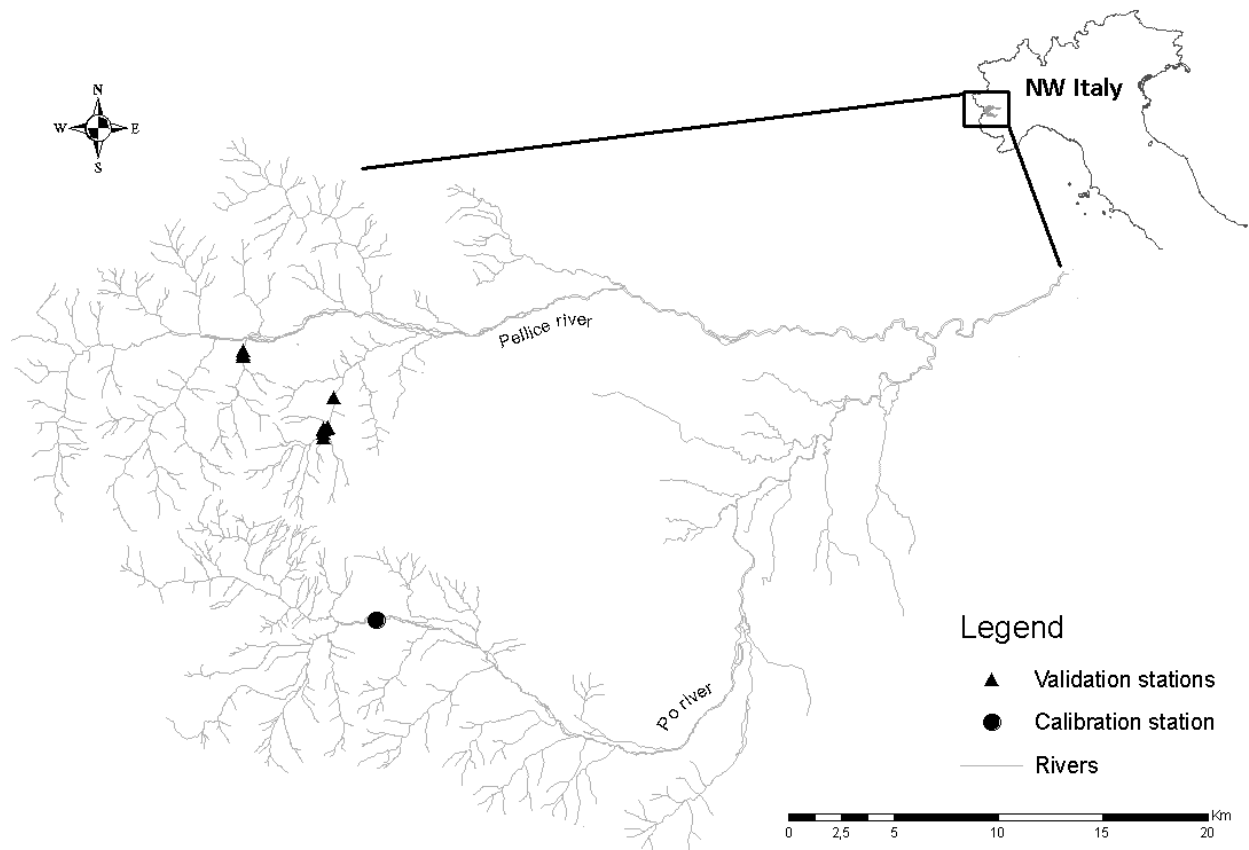 NW Italy
N
W E
S
Pellice river
Po river
Legend
Validation stations
Calibration station
Rivers
Km
0 2,5 5 10 15 20